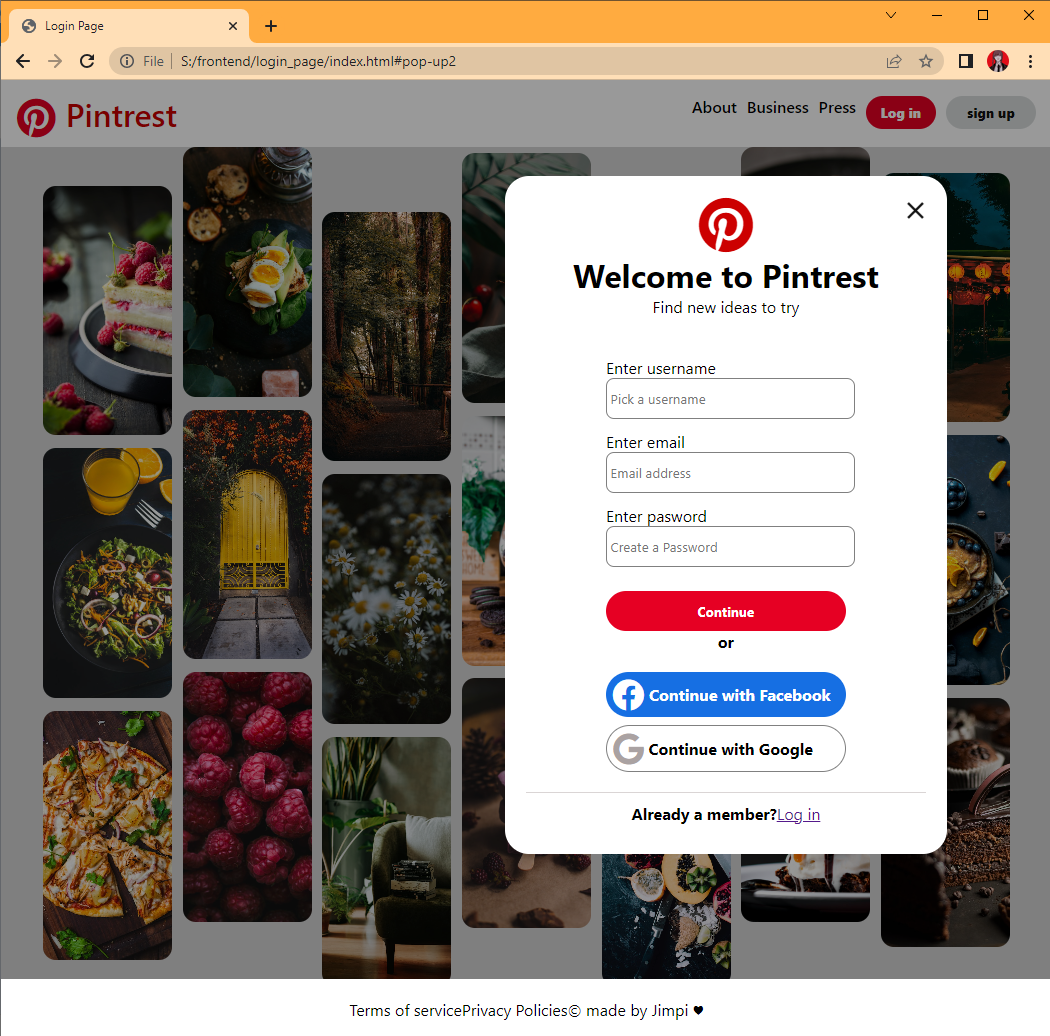 Login Page
File
S:/frontend/login_page/index.html#pop-up2
Pintrest
About Business Press Log in sign up
Welcome to Pintrest
Find new ideas to try
Enter username
Pick a username
Enter email
Email address
Enter pasword
Create a Password
Continue
or
Continue with Facebook
Continue with Google
Already a member?Log in
Terms of servicePrivacy Policies© made by Jimpi ♥